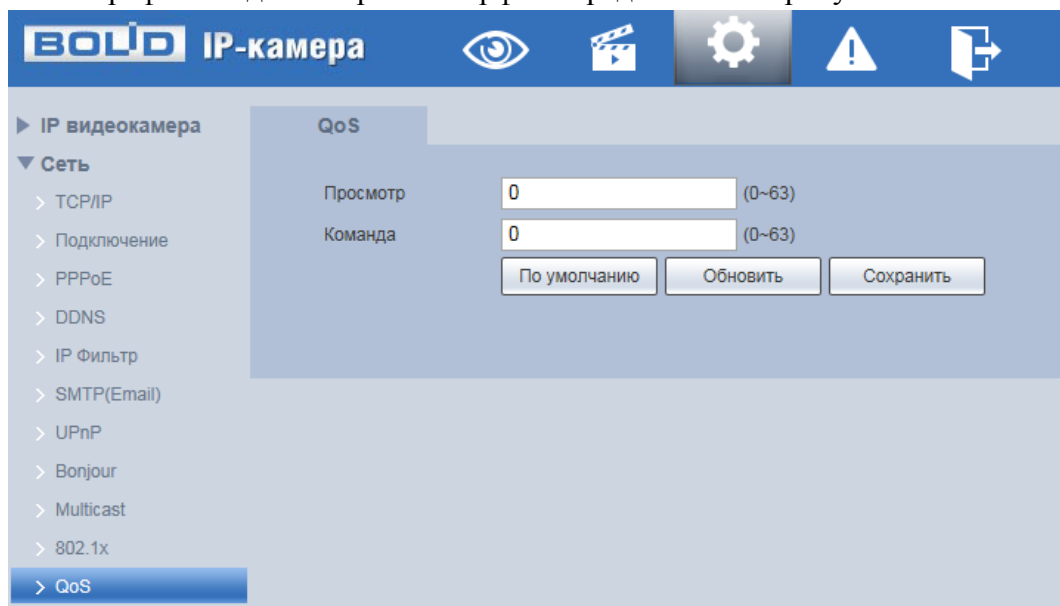 BOLID IP-камера
IP видеокамера
Сеть
TCP/IP
Подключение
PPPoE
DDNS
IP Фильтр
SMTP(Email)
UPnP
Bonjour
Multicast
802.1x
QoS
QoS
Просмотр 0 (0~63)
Команда 0 (0~63)
По умолчанию Обновить Сохранить